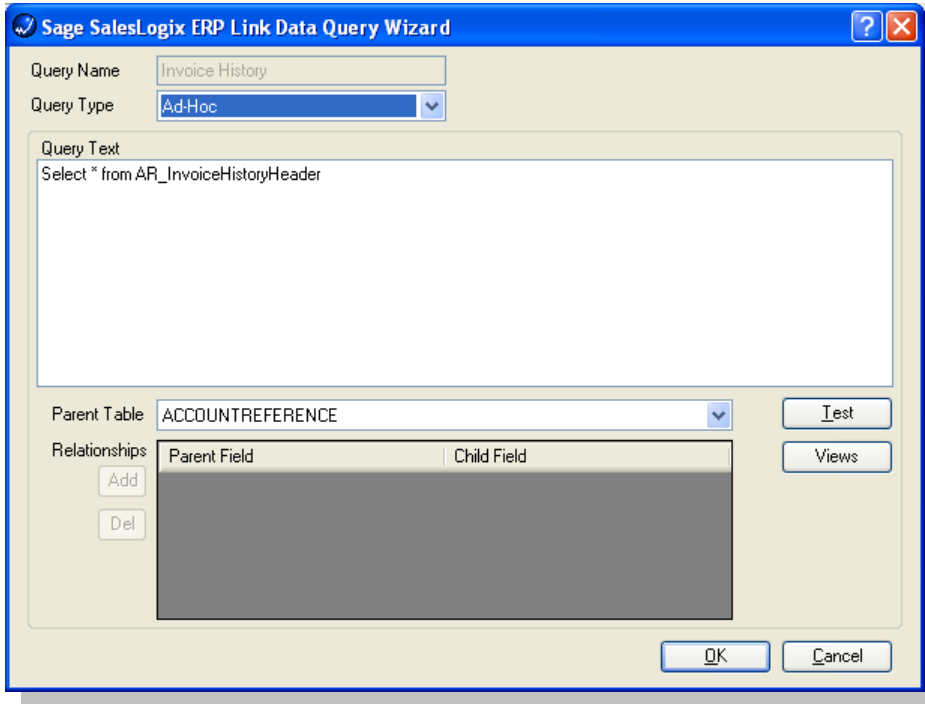 Sage SalesLogix ERP Link Data Query Wizard
Query Name Invoice History
Query Type Ad-Hoc
Query Text
Select * from AR_InvoiceHistoryHeader
Parent Table ACCOUNTREFERENCE Test
Relationships Parent Field Child Field Views
Add
Del
OK Cancel